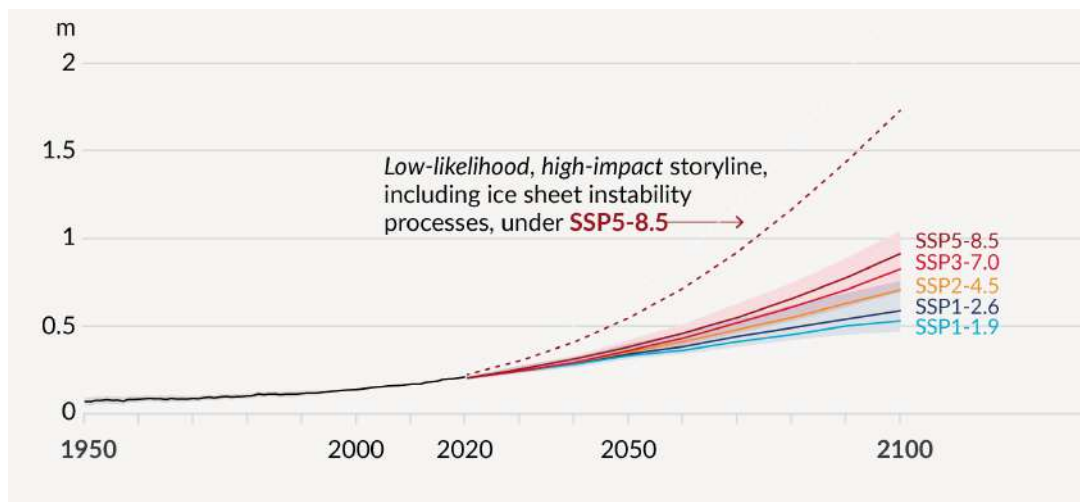 m
2
1.5
Low-likelihood, high-impact storyline,
including ice sheet instability
processes, under SSP5-8.5
1
SSP5-8.5
SSP3-7.0
SSP2-4.5
SSP1-2.6
SSP1-1.9
0.5
0
1950 2000 2020 2050 2100